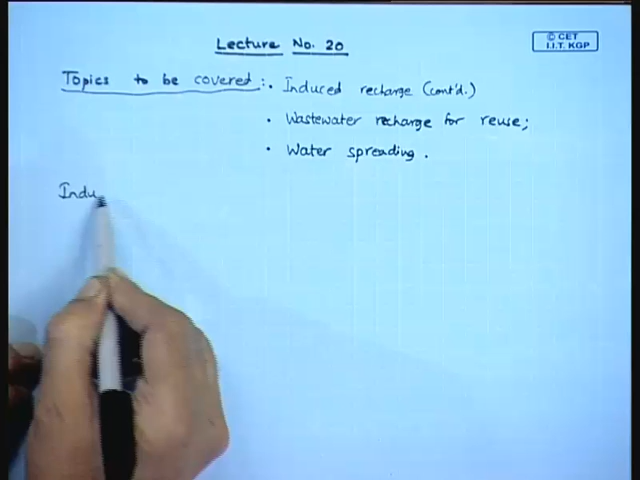 Lecture No. 20
© CET
I.I.T. KGP
Topics to be covered :. Induced recharge (cont'd.)
• Wastewater recharge for reuse;
• Water spreading.
Indu